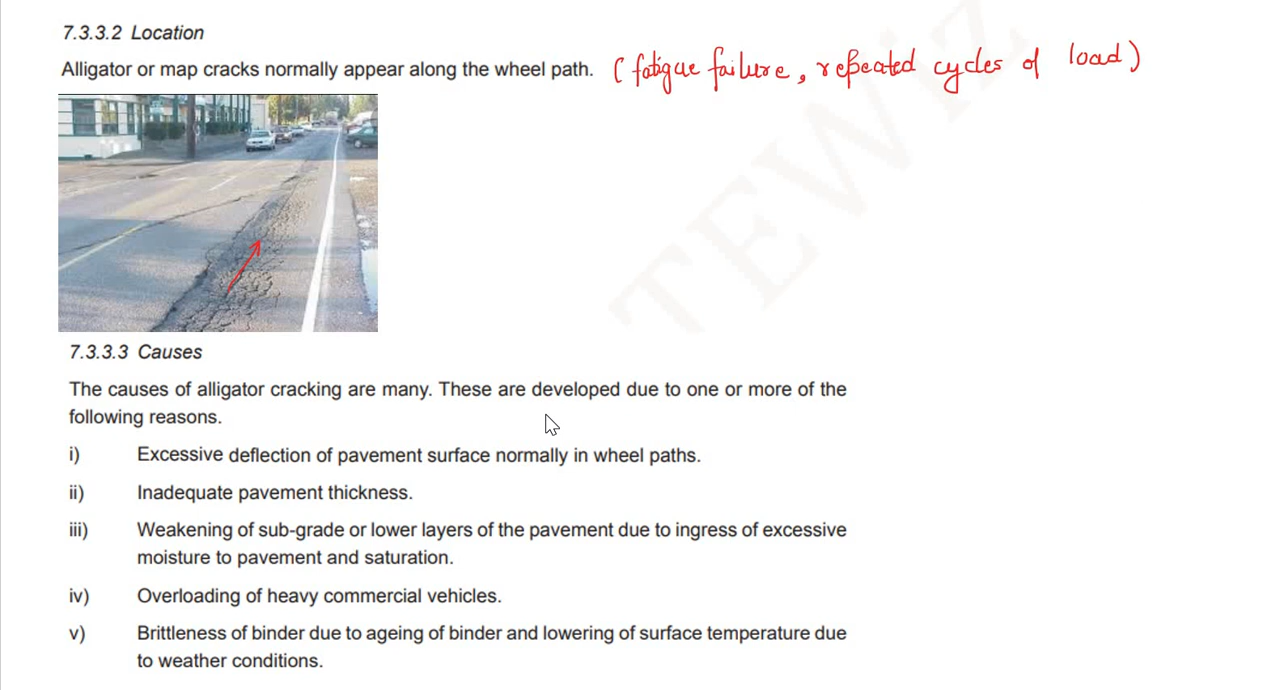 7.3.3.2 Location
Alligator or map cracks normally appear along the wheel path. (fatigue failure, repeated cycles of load)
7.3.3.3 Causes
The causes of alligator cracking are many. These are developed due to one or more of the
following reasons.
i) Excessive deflection of pavement surface normally in wheel paths.
ii) Inadequate pavement thickness.
iii) Weakening of sub-grade or lower layers of the pavement due to ingress of excessive
moisture to pavement and saturation.
iv) Overloading of heavy commercial vehicles.
v) Brittleness of binder due to ageing of binder and lowering of surface temperature due
to weather conditions.
TEWiz